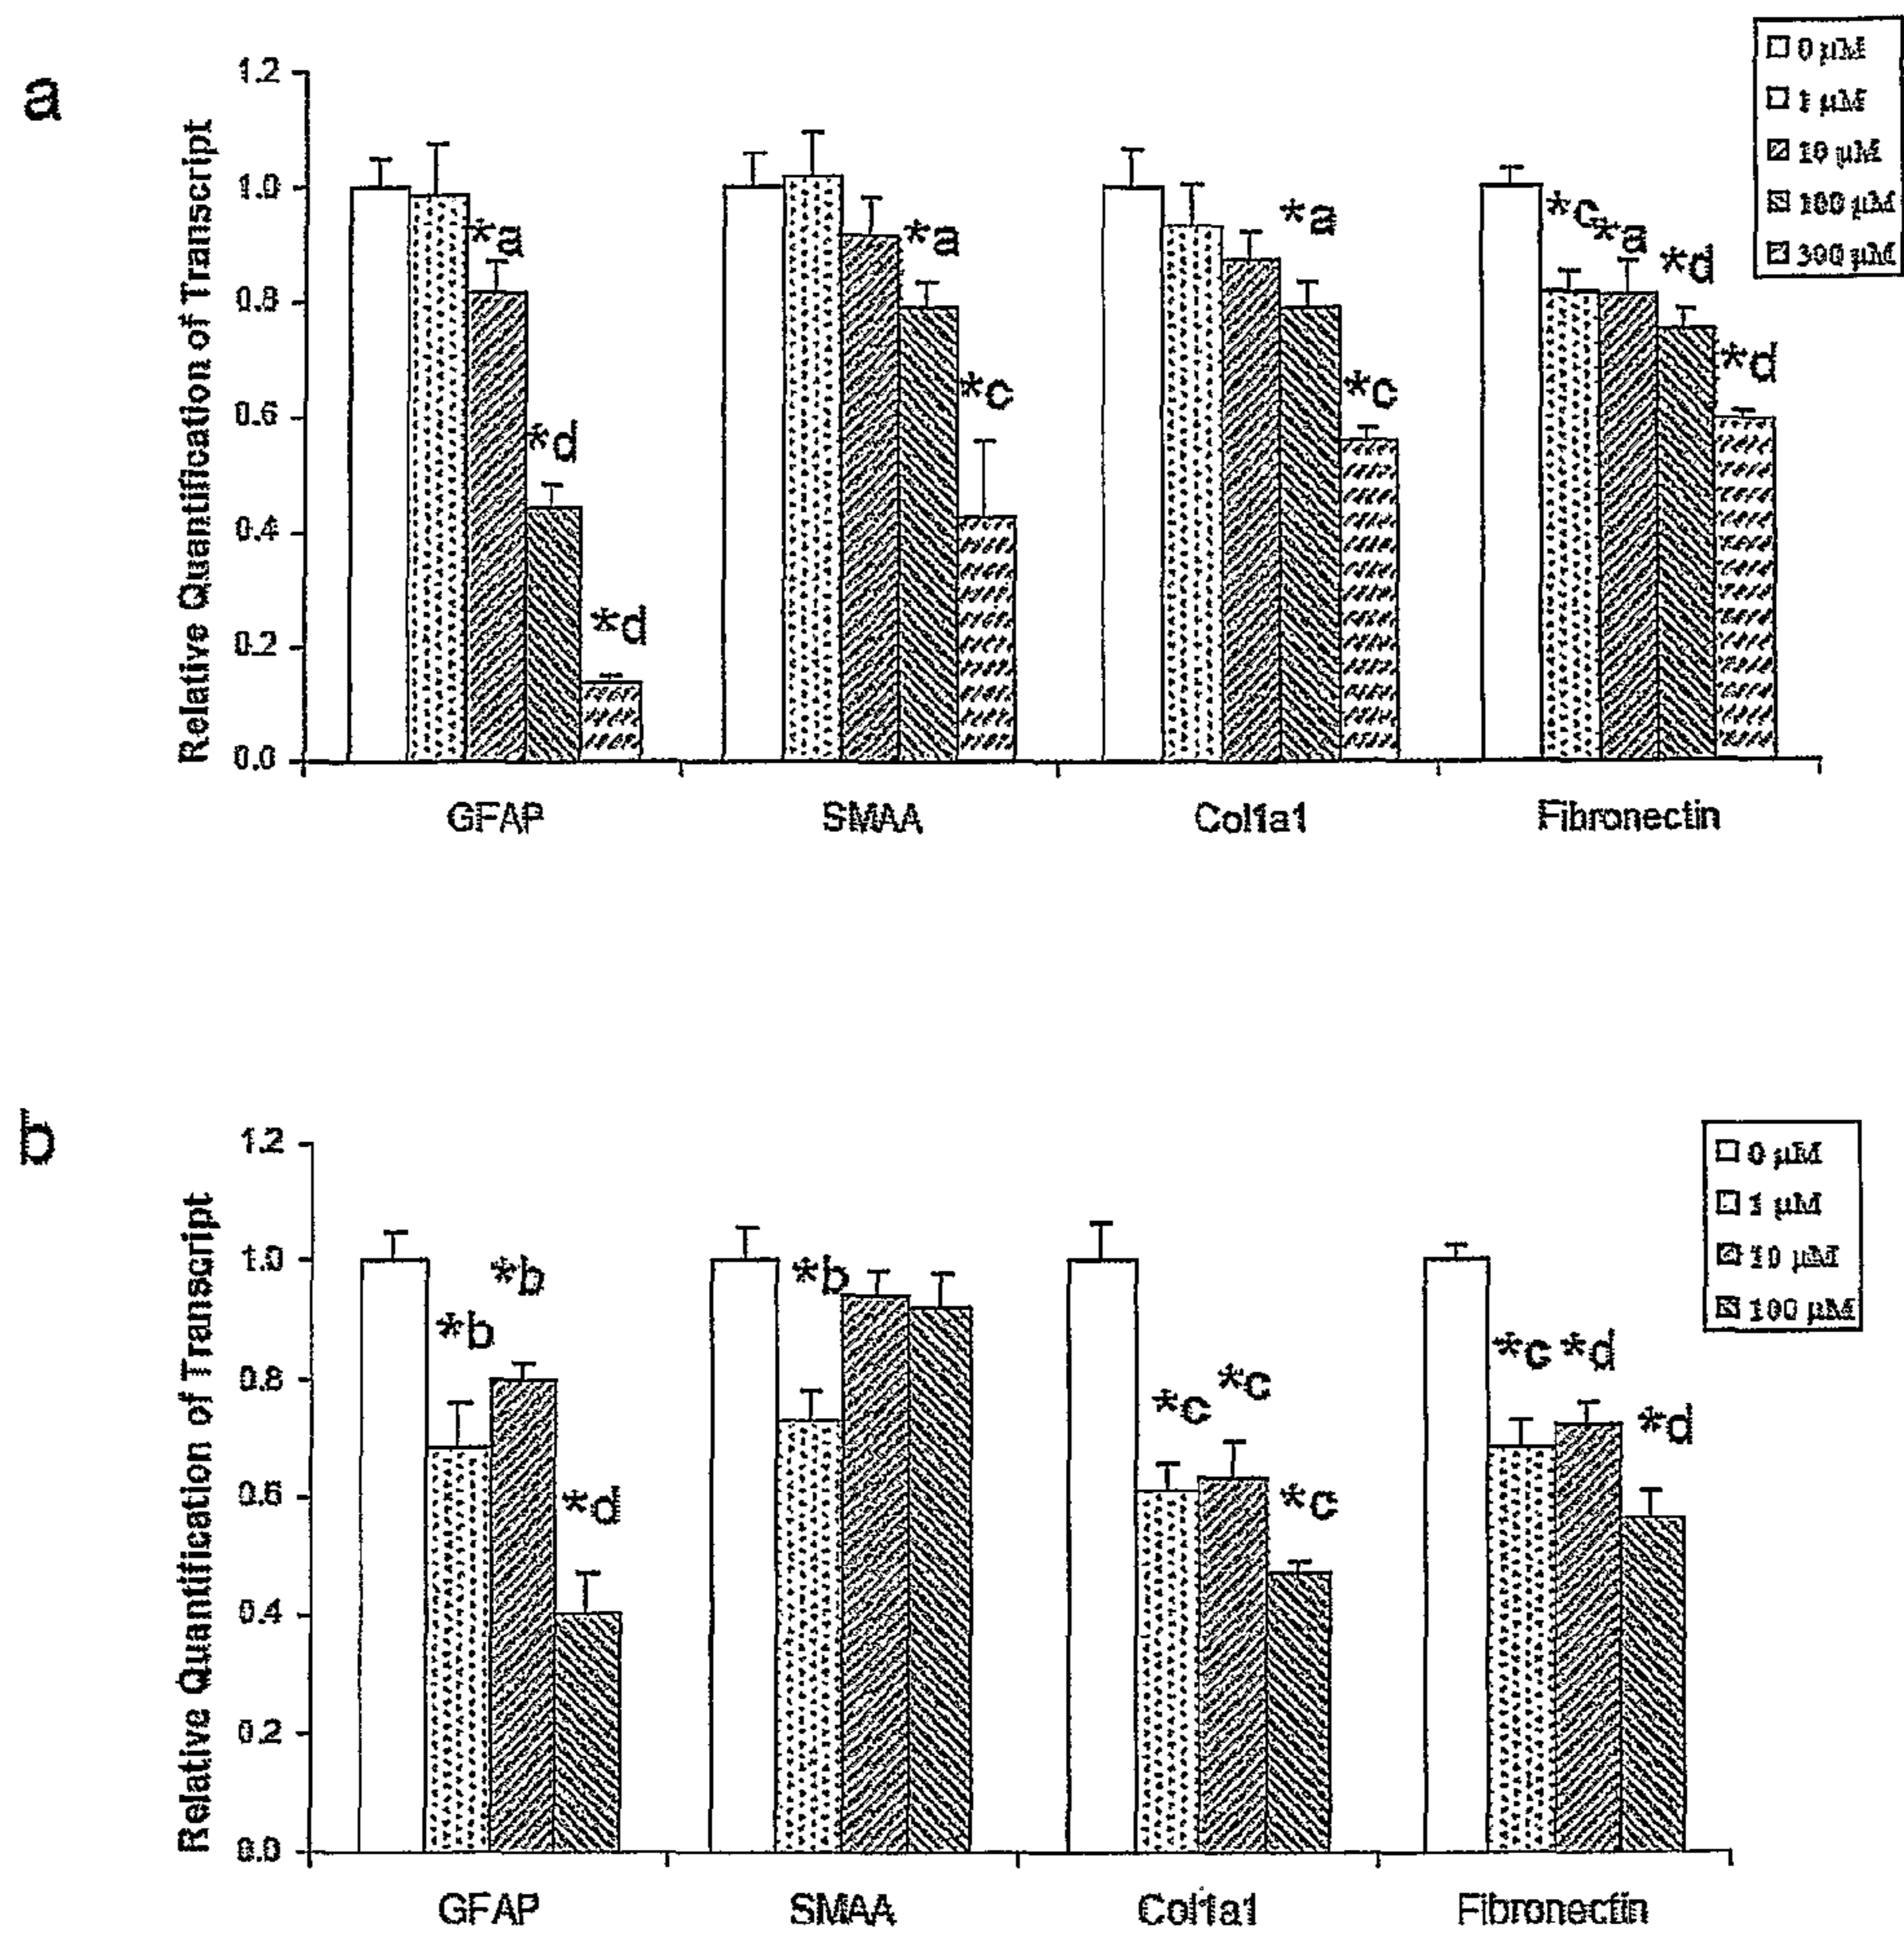 a
0 µM
1 µM
10 µM
100 µM
300 µM
Relative Quantification of Transcript
1.2
1.0
0.8
0.6
0.4
0.2
0.0
*a
*d
*d
*a
*c
*a
*c
*c
*a
*d
*d
GFAP
SMAA
Col1a1
Fibronectin
b
0 µM
1 µM
10 µM
100 µM
Relative Quantification of Transcript
1.2
1.0
0.8
0.6
0.4
0.2
0.0
*b
*b
*d
*b
*c
*c
*c
*c
*d
*d
GFAP
SMAA
Col1a1
Fibronectin